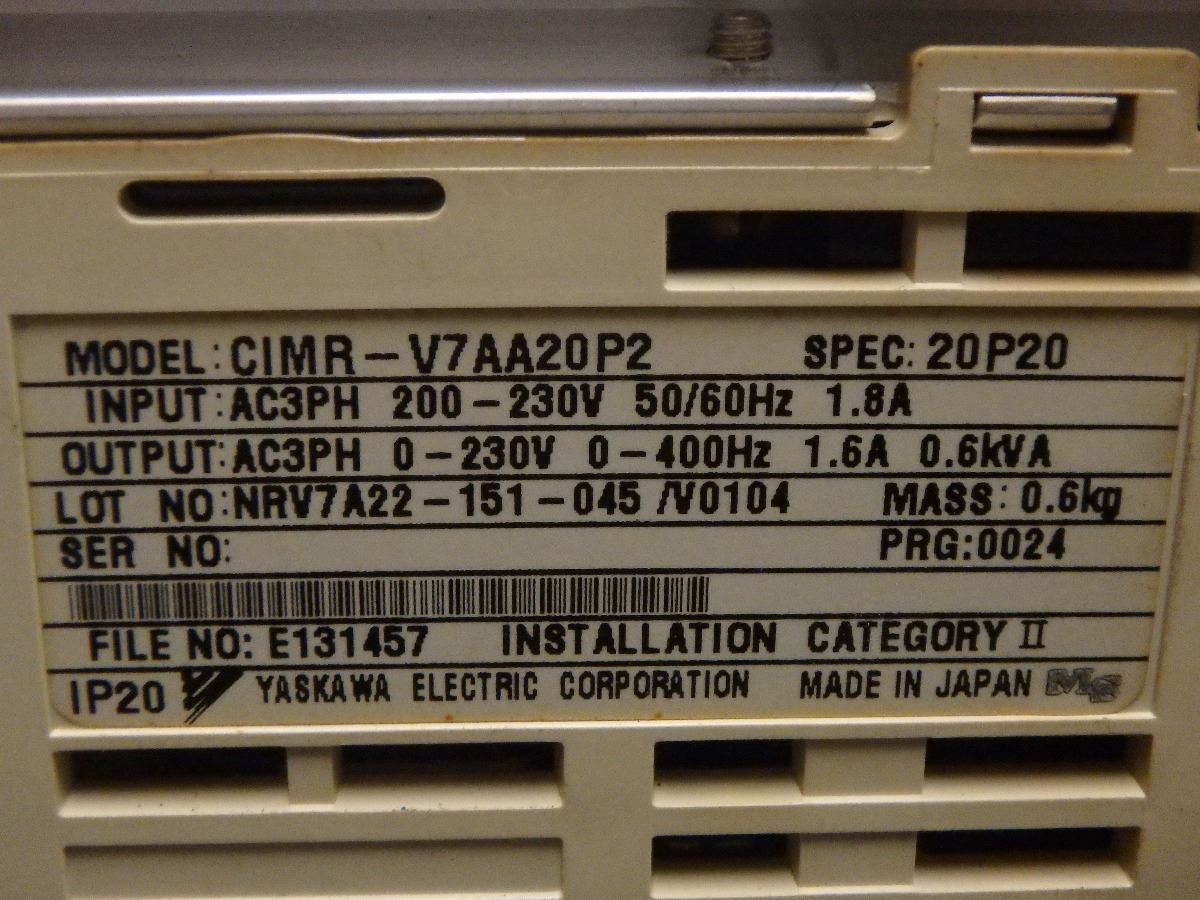 MODEL: CIMR-V7AA20P2 SPEC: 20P20
INPUT: AC3PH 200-230V 50/60Hz 1.8A
OUTPUT: AC3PH 0-230V 0-400Hz 1.6A 0.6kVA
LOT NO: NRV7A22-151-045 /V0104 MASS: 0.6kg
SER NO: PRG:0024
FILE NO: E131457 INSTALLATION CATEGORY II
IP20 YASKAWA ELECTRIC CORPORATION MADE IN JAPAN